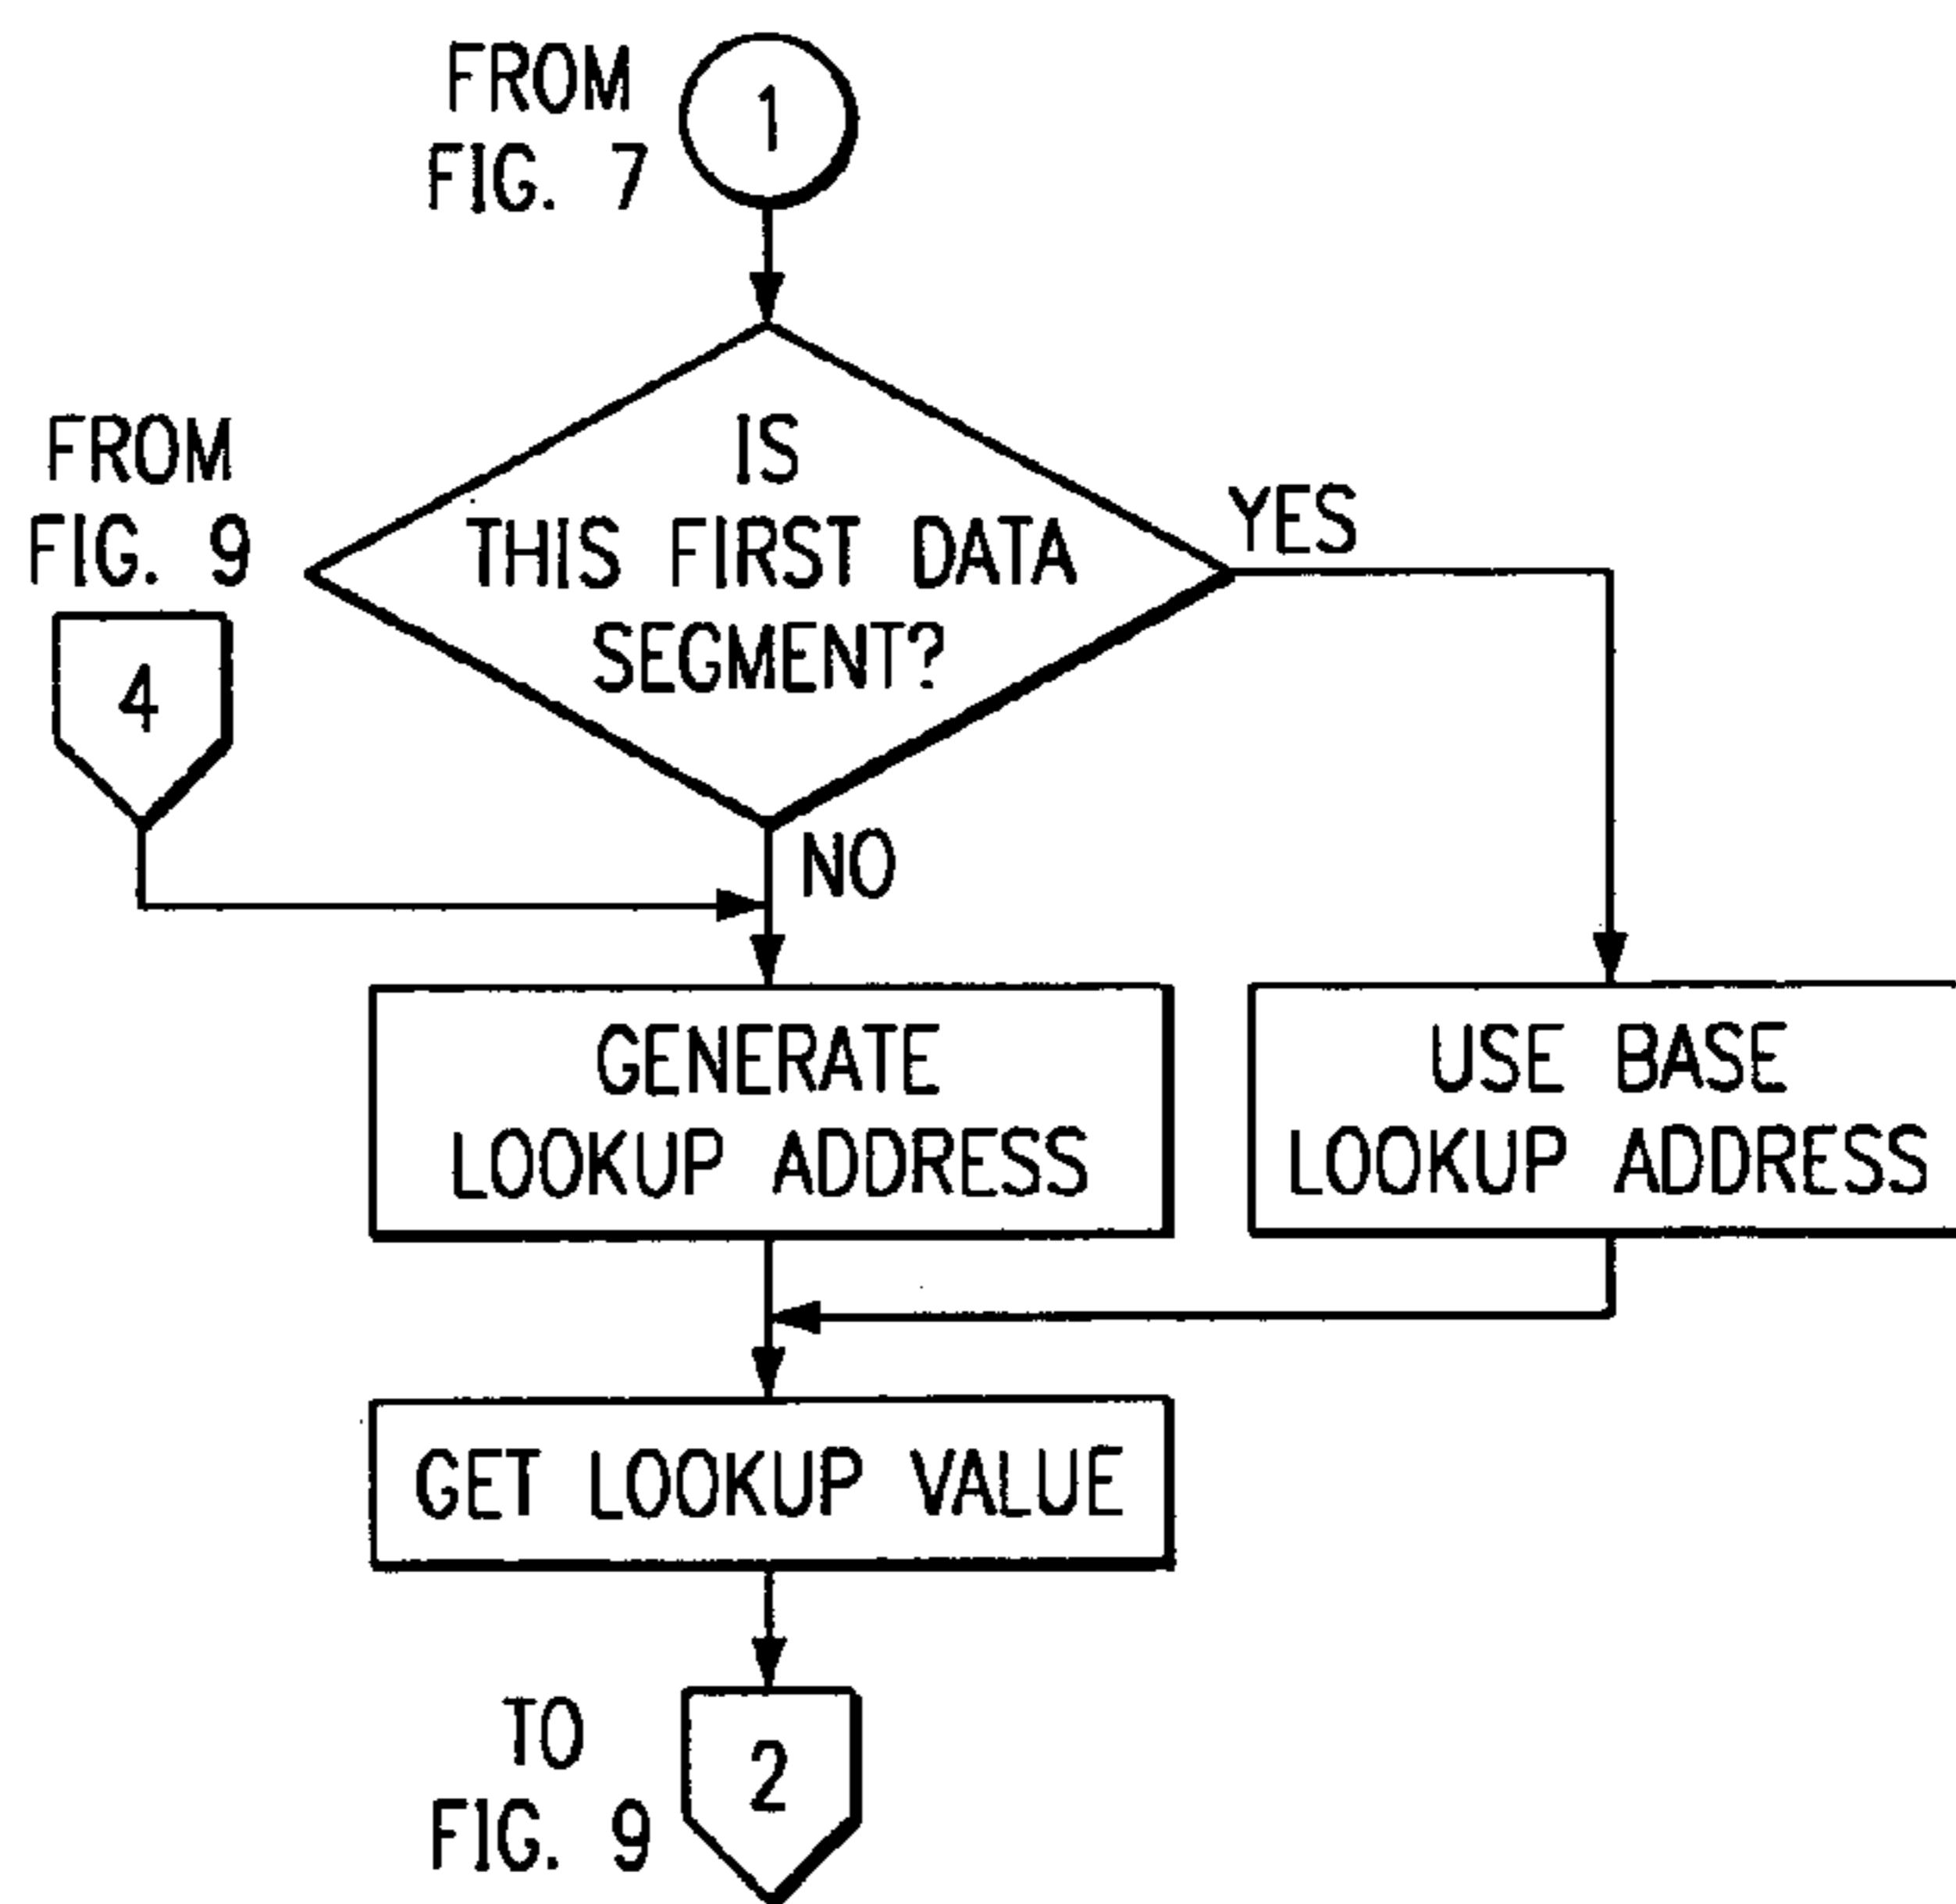 FROM
FIG. 7
1
IS
THIS FIRST DATA
SEGMENT?
YES
FROM
FIG. 9
4
NO
GENERATE
LOOKUP ADDRESS
USE BASE
LOOKUP ADDRESS
GET LOOKUP VALUE
TO
FIG. 9
2